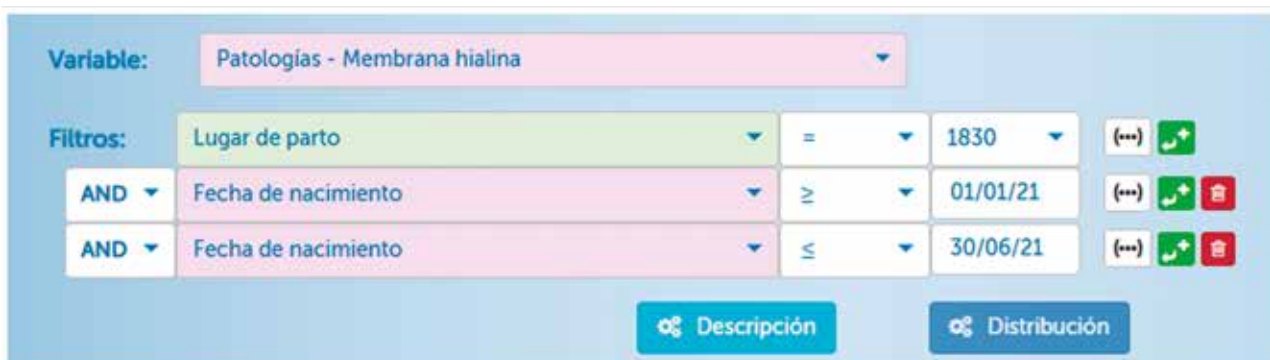 Variable: Patologías - Membrana hialina
Filtros: Lugar de parto = 1830 (···)
AND Fecha de nacimiento ≥ 01/01/21 (···)
AND Fecha de nacimiento ≤ 30/06/21 (···)
Descripción Distribución